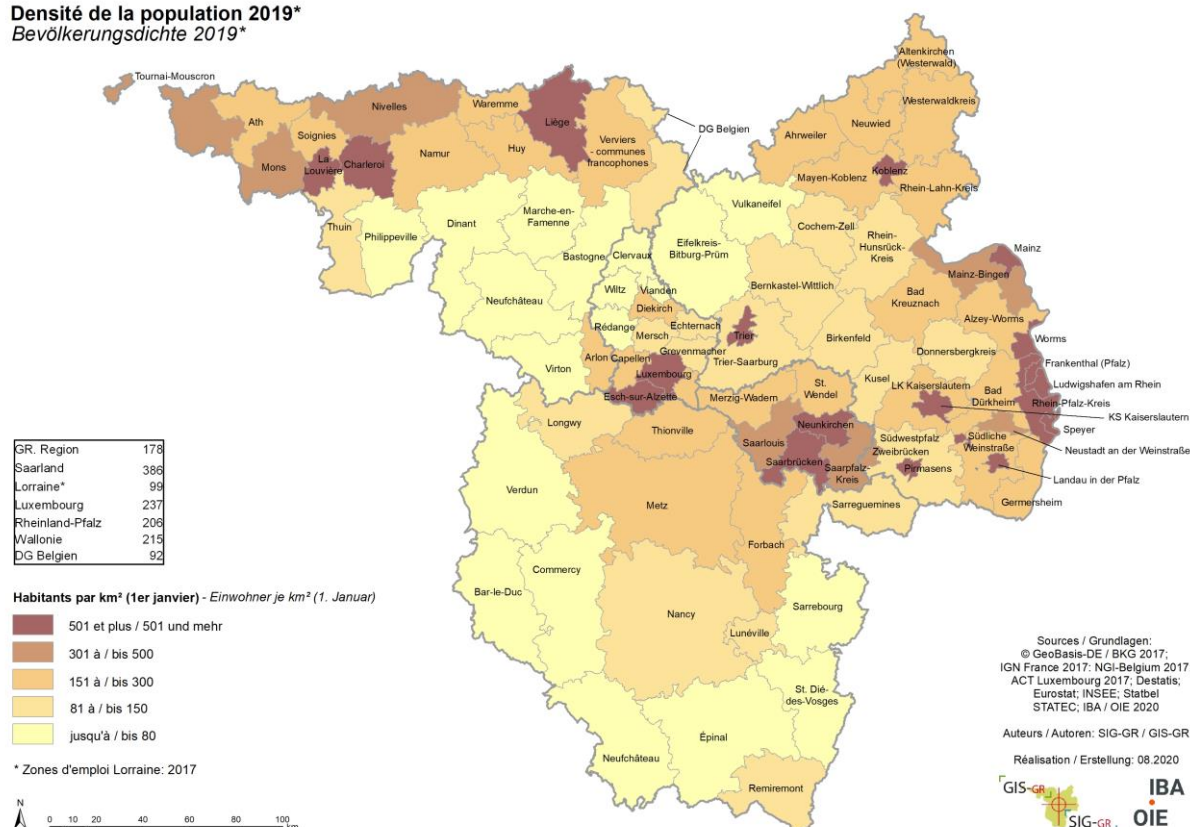 Densité de la population 2019*
Bevölkerungsdichte 2019*
Tournai-Mouscron
Ath
Nivelles
Waremme
Liège
Soignies
Mons
La Louvière
Charleroi
Namur
Huy
Verviers
- communes
francophones
DG Belgien
Altenkirchen
(Westerwald)
Westerwaldkreis
Neuwied
Ahrweiler
Mayen-Koblenz
Koblenz
Rhein-Lahn-Kreis
Thuin
Philippeville
Dinant
Marche-en-
Famenne
Bastogne
Clervaux
Vulkaneifel
Eifelkreis-
Bitburg-Prüm
Cochem-Zell
Rhein-
Hunsrück-
Kreis
Mainz
Mainz-Bingen
Neufchâteau
Wiltz
Vianden
Diekirch
Bernkastel-Wittlich
Bad
Kreuznach
Alzey-Worms
Rédange
Echternach
Mersch
Trier
Birkenfeld
Worms
Virton
Arlon
Capellen
Grevenmacher
Luxembourg
Trier-Saarburg
Donnersbergkreis
Frankenthal (Pfalz)
Ludwigshafen am Rhein
Esch-sur-Alzette
Merzig-Wadern
St.
Wendel
Kusel
LK Kaiserslautern
Bad
Dürkheim
Rhein-Pfalz-Kreis
KS Kaiserslautern
Speyer
Longwy
Thionville
Saarlouis
Neunkirchen
Saarbrücken
Saarpfalz-
Kreis
Südwestpfalz
Zweibrücken
Pirmasens
Südliche
Weinstraße
Neustadt an der Weinstraße
Landau in der Pfalz
Germersheim
Verdun
Metz
Sarreguemines
Forbach
Bar-le-Duc
Commercy
Nancy
Sarrebourg
Lunéville
St. Dié-
des-Vosges
Neufchâteau
Épinal
Remiremont
GR. Region 178
Saarland 386
Lorraine* 99
Luxembourg 237
Rheinland-Pfalz 206
Wallonie 215
DG Belgien 92
Habitants par km² (1er janvier) - Einwohner je km² (1. Januar)
501 et plus / 501 und mehr
301 à / bis 500
151 à / bis 300
81 à / bis 150
jusqu'à / bis 80
* Zones d'emploi Lorraine: 2017
N
0 10 20 40 60 80 100
km
Sources / Grundlagen:
© GeoBasis-DE / BKG 2017;
IGN France 2017: NGI-Belgium 2017
ACT Luxembourg 2017; Destatis;
Eurostat; INSEE; Statbel
STATEC; IBA / OIE 2020
Auteurs / Autoren: SIG-GR / GIS-GR
Réalisation / Erstellung: 08.2020
GIS-GR
SIG-GR
IBA
OIE